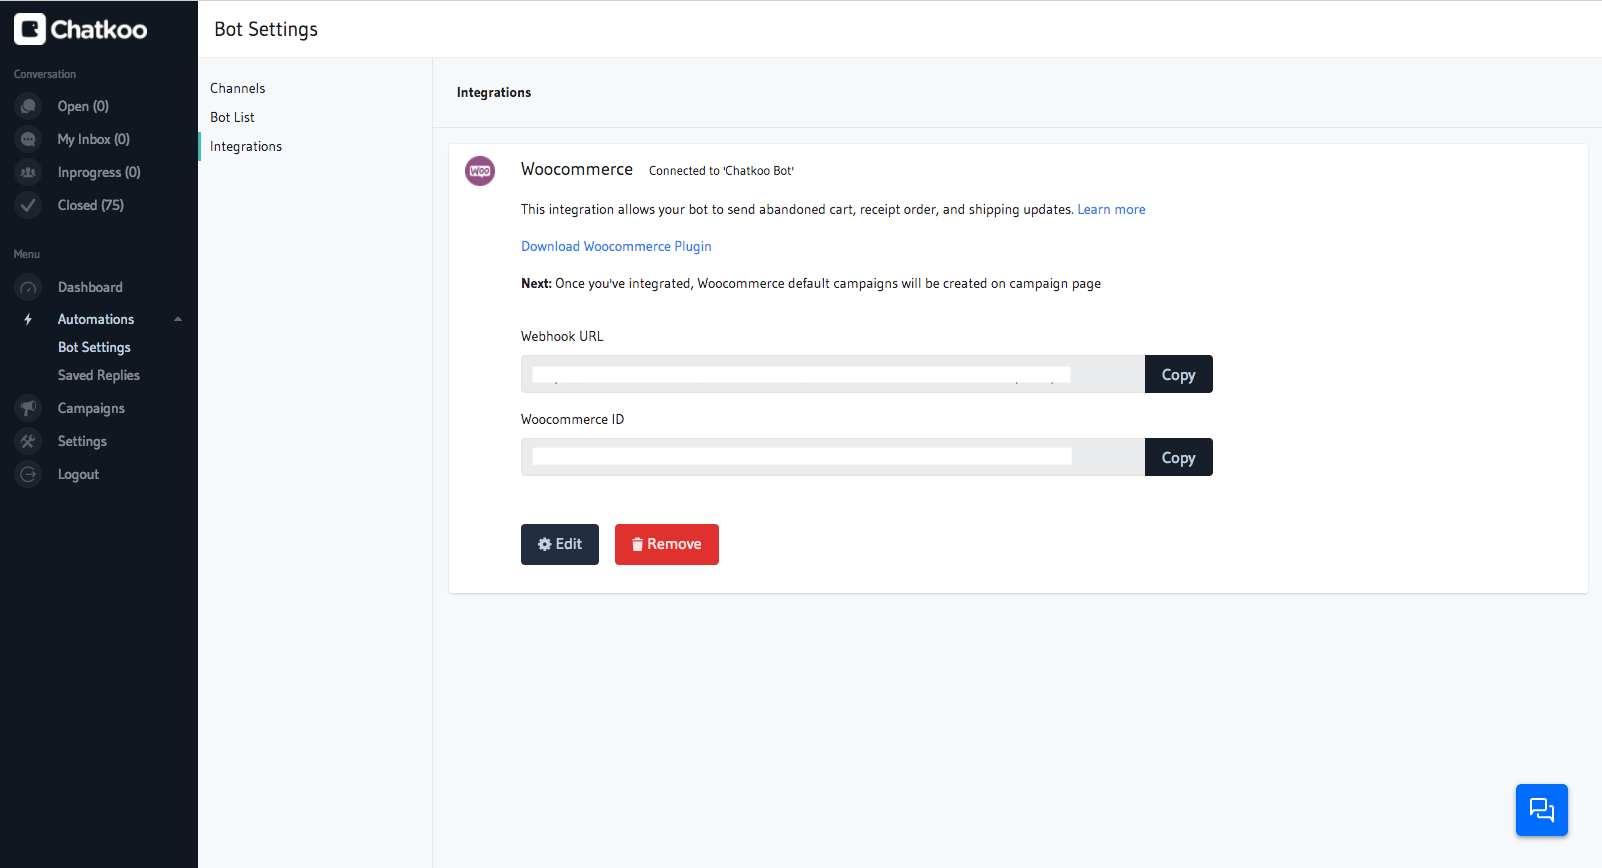 Chatkoo
Conversation
Open (0)
My Inbox (0)
Inprogress (0)
Closed (75)
Menu
Dashboard
Automations
Bot Settings
Saved Replies
Campaigns
Settings
Logout
Bot Settings
Channels
Bot List
Integrations
Integrations
Woo
Woocommerce Connected to 'Chatkoo Bot'
This integration allows your bot to send abandoned cart, receipt order, and shipping updates. Learn more
Download Woocommerce Plugin
Next: Once you've integrated, Woocommerce default campaigns will be created on campaign page
Webhook URL
Copy
Woocommerce ID
Copy
Edit
Remove